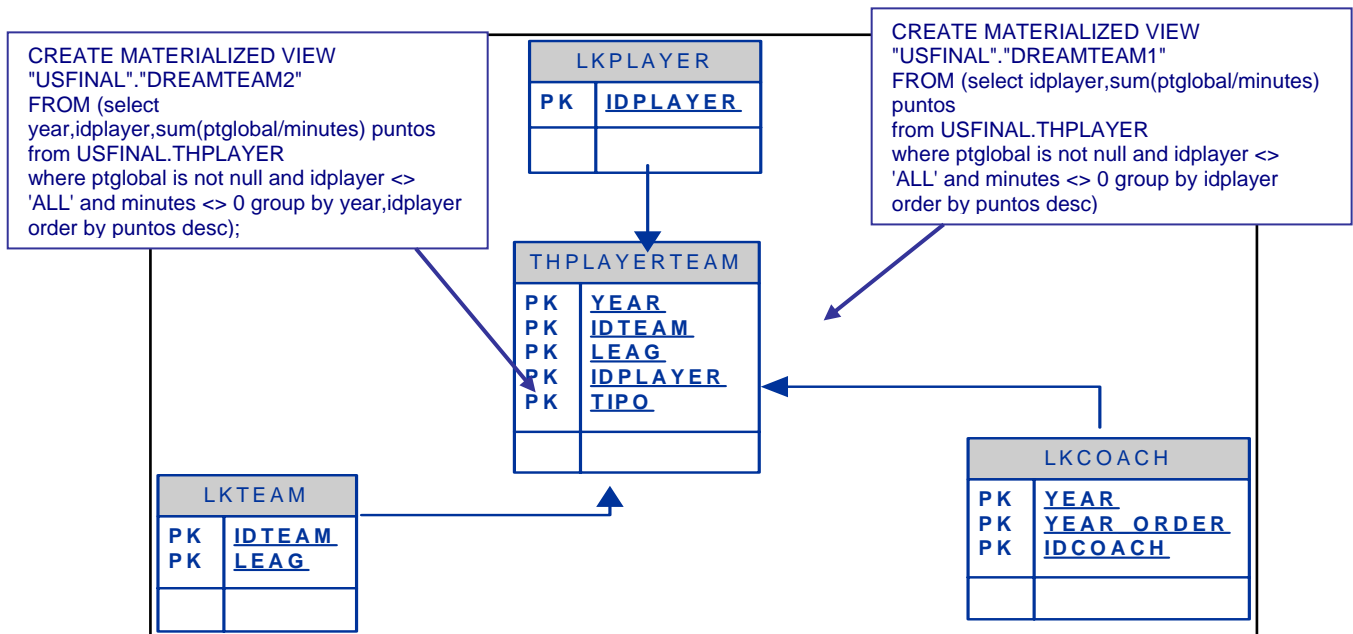 CREATE MATERIALIZED VIEW
"USFINAL"."DREAMTEAM2"
FROM (select
year,idplayer,sum(ptglobal/minutes) puntos
from USFINAL.THPLAYER
where ptglobal is not null and idplayer <>
'ALL' and minutes <> 0 group by year,idplayer
order by puntos desc);
LKPLAYER
PK IDPLAYER
CREATE MATERIALIZED VIEW
"USFINAL"."DREAMTEAM1"
FROM (select idplayer,sum(ptglobal/minutes)
puntos
from USFINAL.THPLAYER
where ptglobal is not null and idplayer <>
'ALL' and minutes <> 0 group by idplayer
order by puntos desc)
THPLAYERTEAM
PK YEAR
PK IDTEAM
PK LEAG
PK IDPLAYER
PK TIPO
LKTEAM
PK IDTEAM
PK LEAG
LKCOACH
PK YEAR
PK YEAR ORDER
PK IDCOACH